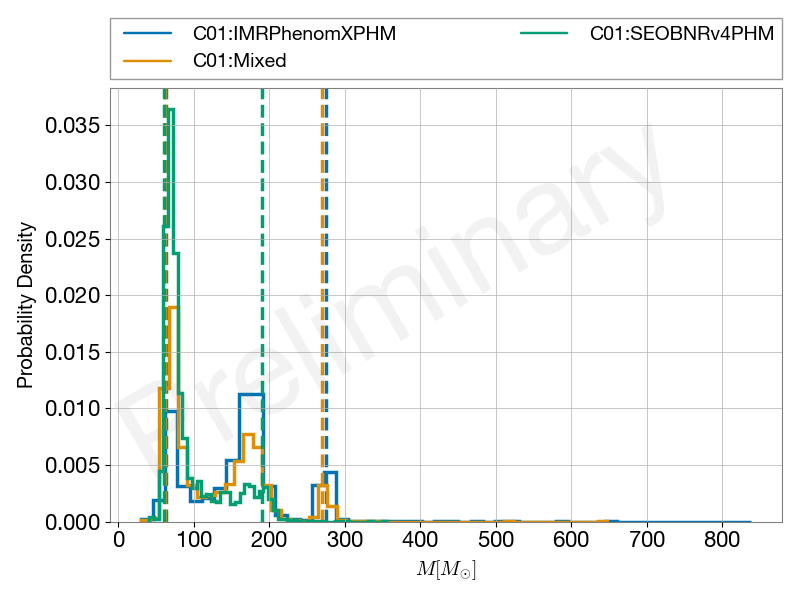 C01:IMRPhenomXPHM
C01:Mixed
C01:SEOBNRv4PHM
Preliminary
Probability Density
0.035
0.030
0.025
0.020
0.015
0.010
0.005
0.000
0 100 200 300 400 500 600 700 800
M[M⊙]